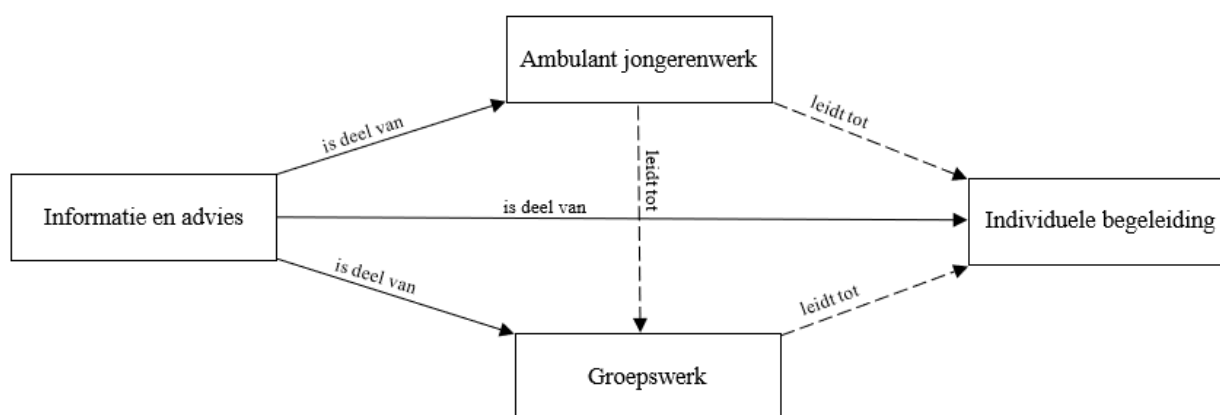 Ambulant jongerenwerk
leidt tot
is deel van
leidt tot
Informatie en advies
is deel van
Individuele begeleiding
is deel van
leidt tot
Groepswerk